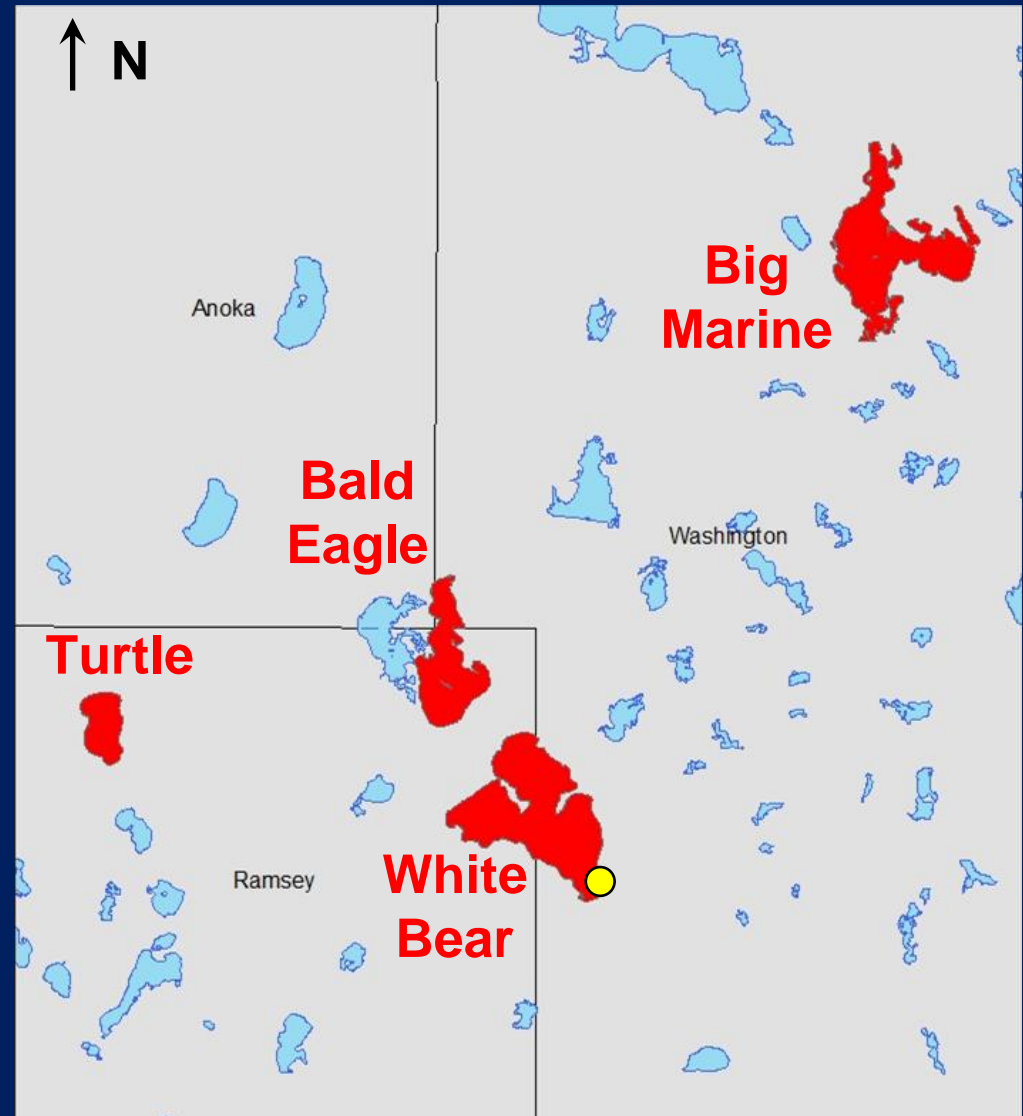 N
Big
Marine
Anoka
Bald
Eagle
Washington
Turtle
White
Bear
Ramsey